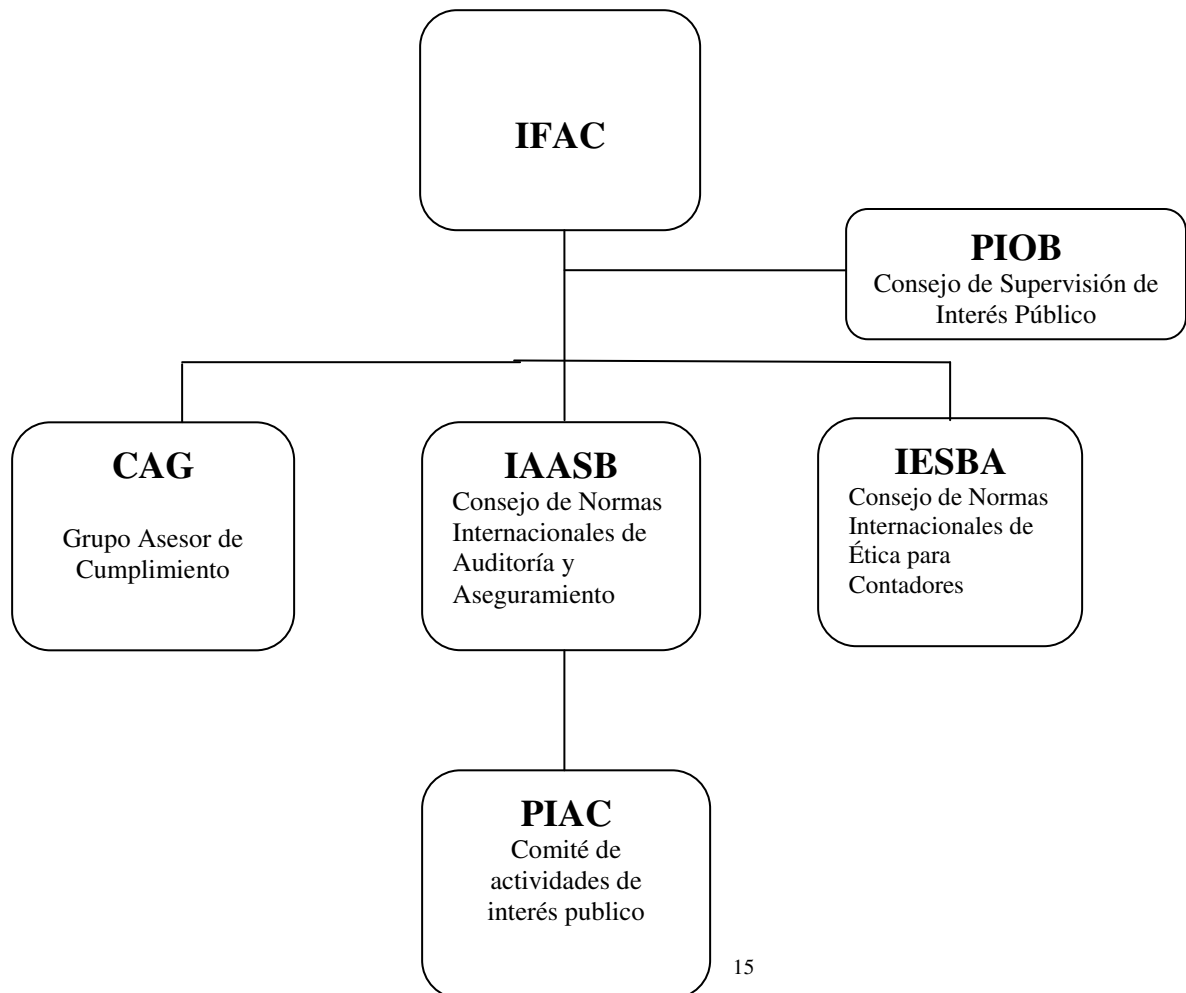 IFAC
PIOB
Consejo de Supervisión de
Interés Público
CAG
Grupo Asesor de
Cumplimiento
IAASB
Consejo de Normas
Internacionales de
Auditoría y
Aseguramiento
IESBA
Consejo de Normas
Internacionales de
Ética para
Contadores
PIAC
Comité de
actividades de
interés publico
15